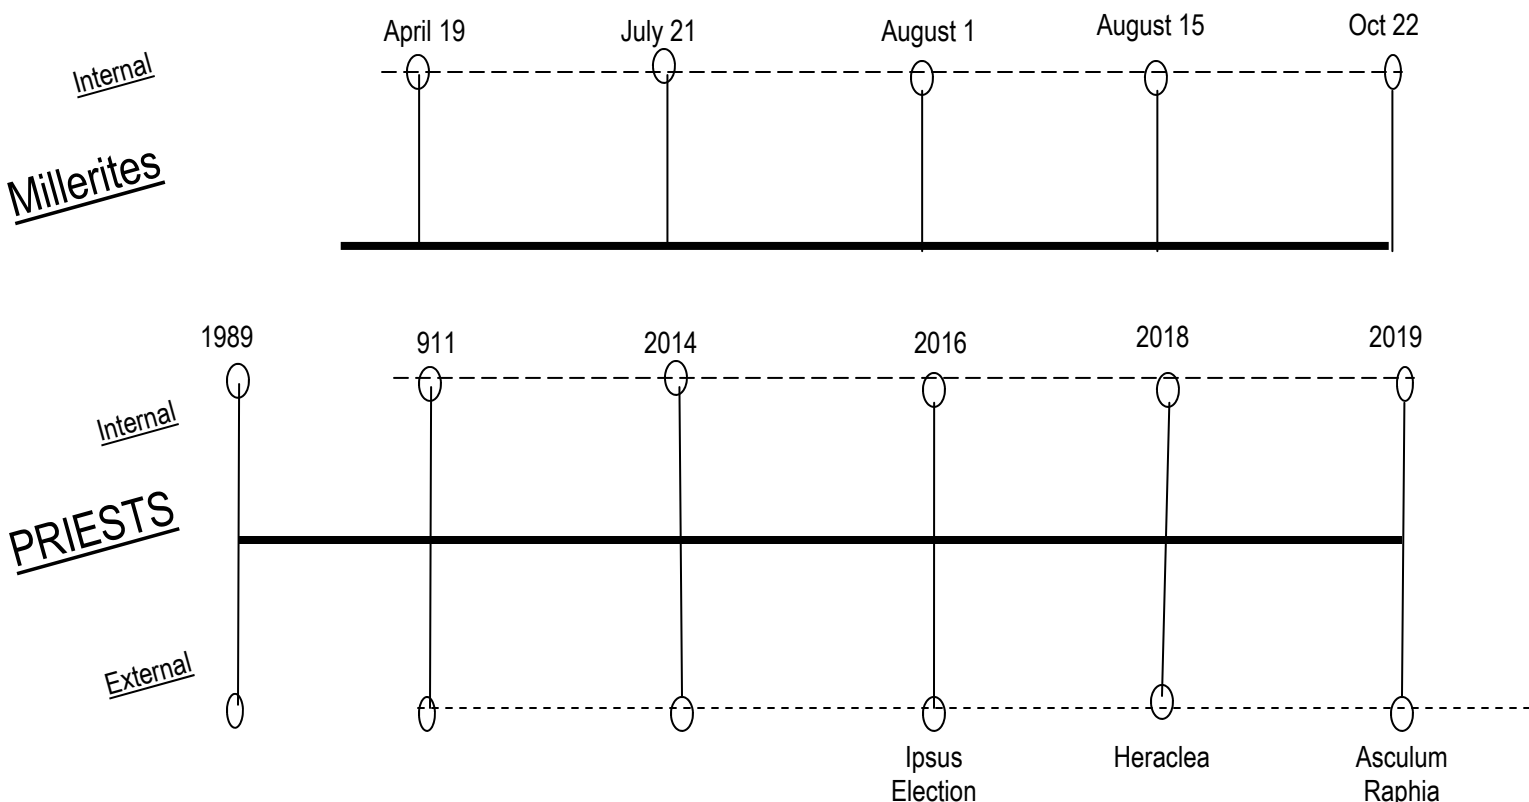 April 19
July 21
August 1
August 15
Oct 22
Internal
Millerites
1989
911
2014
2016
2018
2019
Internal
PRIESTS
External
Ipsus
Election
Heraclea
Asculum
Raphia